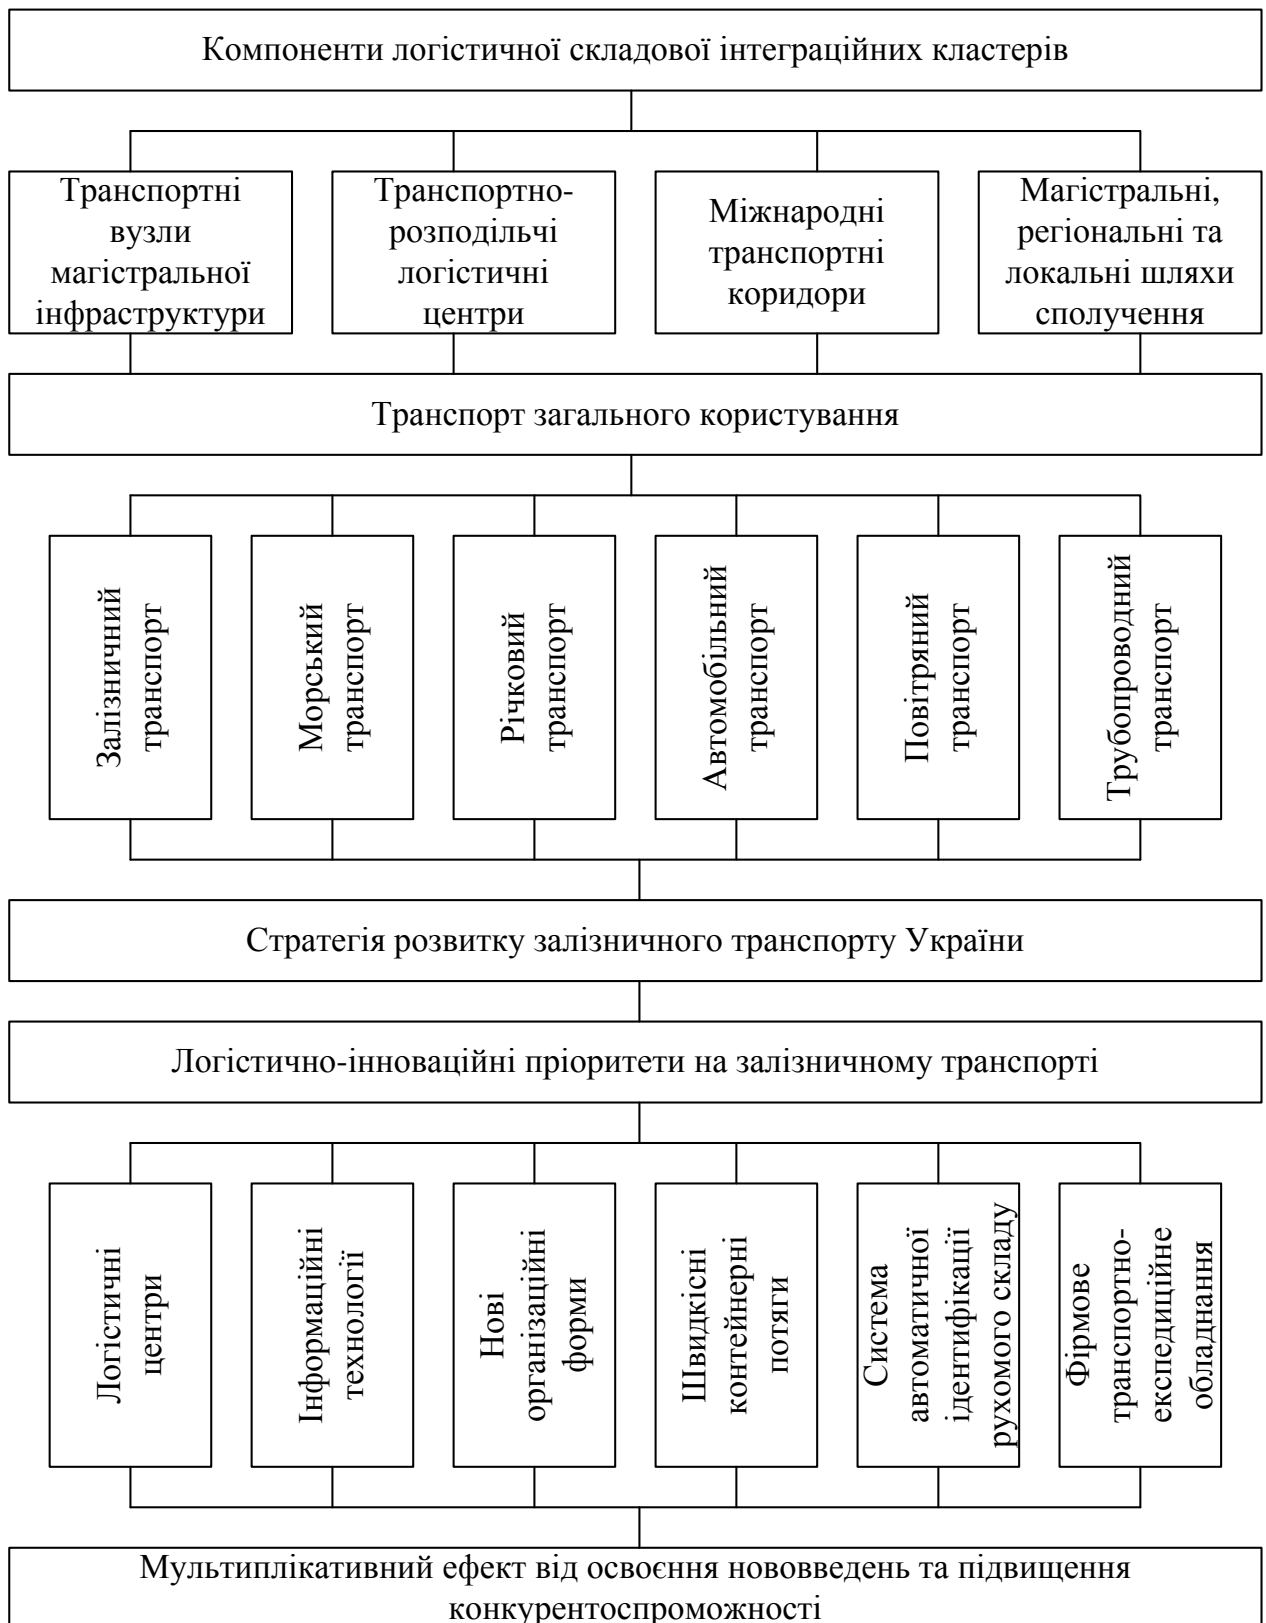 Компоненти логістичної складової інтеграційних кластерів
Транспортні
вузли
магістральної
інфраструктури
Транспортно-
розподільчі
логістичні
центри
Міжнародні
транспортні
коридори
Магістральні,
регіональні та
локальні шляхи
сполучення
Транспорт загального користування
Залізничний
транспорт
Морський
транспорт
Річковий
транспорт
Автомобільний
транспорт
Повітряний
транспорт
Трубопроводний
транспорт
Стратегія розвитку залізничного транспорту України
Логістично-інноваційні пріоритети на залізничному транспорті
Логістичні
центри
Інформаційні
технології
Нові
організаційні
форми
Швидкісні
контейнерні
потяги
Система
автоматичної
ідентифікації
рухомого складу
Фірмове
транспортно-
експедиційне
обладнання
Мультиплікативний ефект від освоєння нововведень та підвищення
конкурентоспроможності